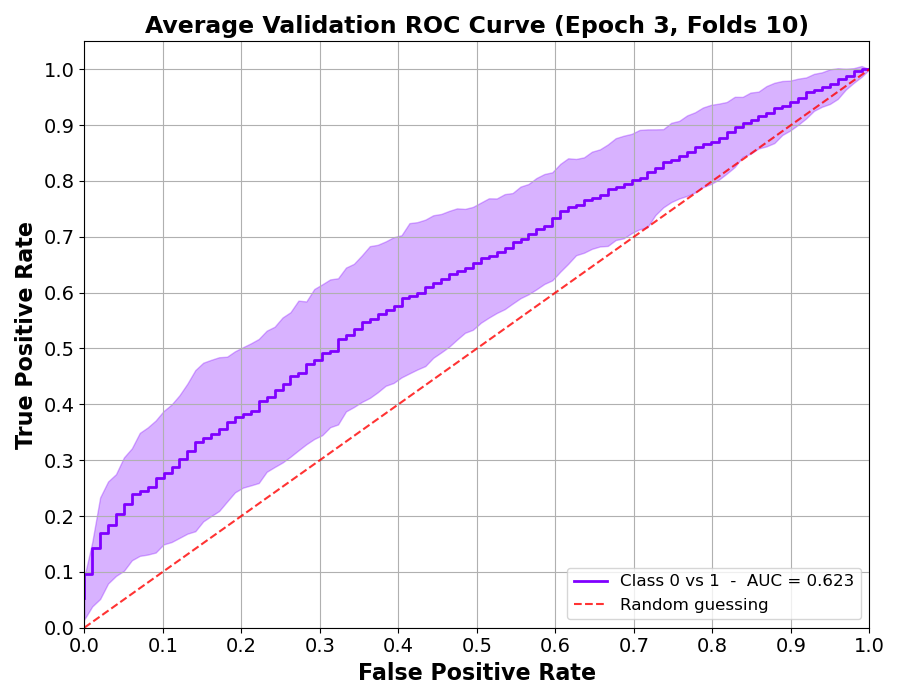 Average Validation ROC Curve (Epoch 3, Folds 10)
True Positive Rate
1.0
0.9
0.8
0.7
0.6
0.5
0.4
0.3
0.2
0.1
0.0
Class 0 vs 1 - AUC = 0.623
Random guessing
0.0 0.1 0.2 0.3 0.4 0.5 0.6 0.7 0.8 0.9 1.0
False Positive Rate